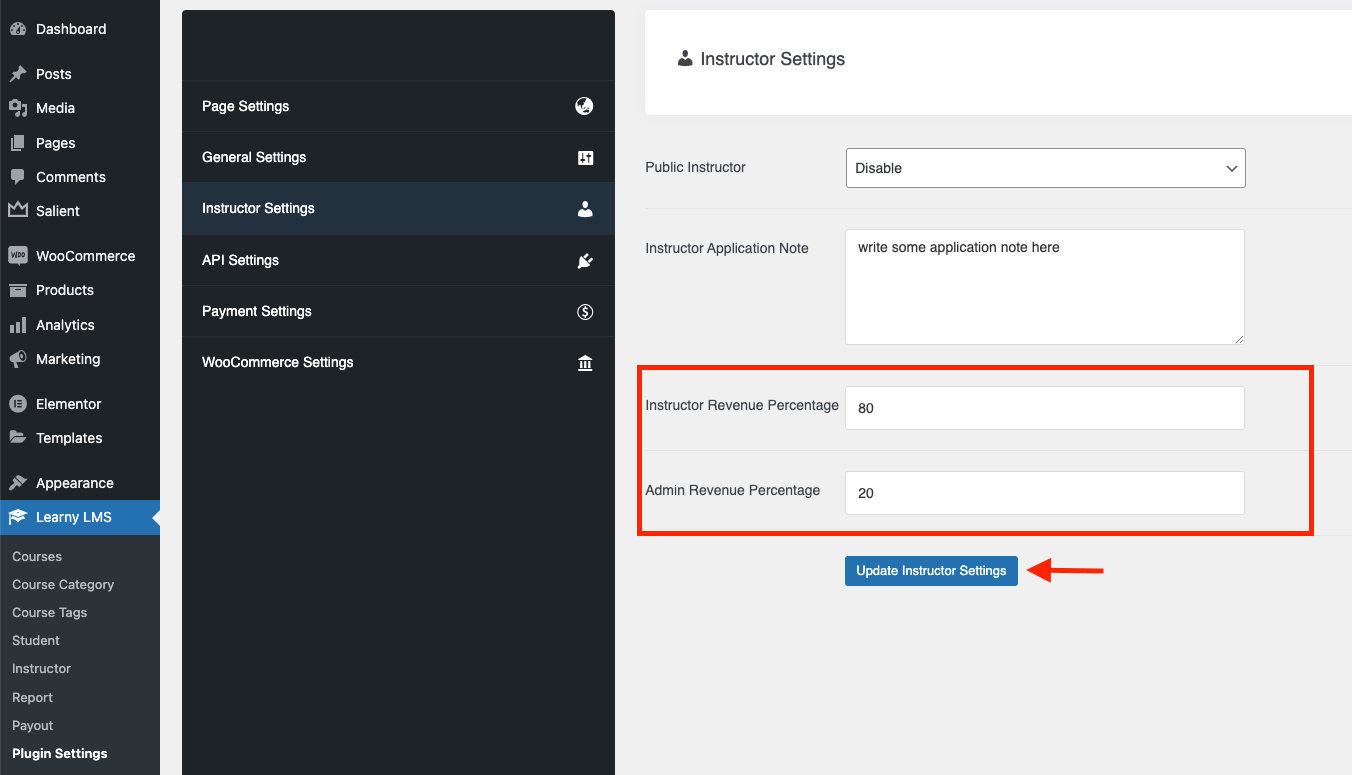 Dashboard
Posts
Media
Pages
Comments
Salient
WooCommerce
Products
Analytics
Marketing
Elementor
Templates
Appearance
Learny LMS
Courses
Course Category
Course Tags
Student
Instructor
Report
Payout
Plugin Settings
Page Settings
General Settings
Instructor Settings
API Settings
Payment Settings
WooCommerce Settings
Instructor Settings
Public Instructor
Disable
Instructor Application Note
write some application note here
Instructor Revenue Percentage
80
Admin Revenue Percentage
20
Update Instructor Settings